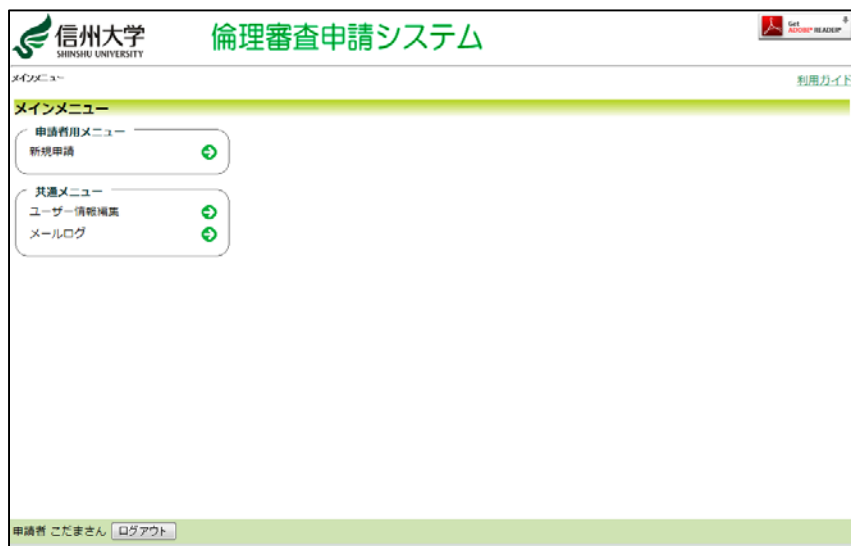 信州大学
SHINSHU UNIVERSITY
倫理審査申請システム
Get
ADOBE® READER®
メインメニュー
利用ガイド
メインメニュー
申請者用メニュー
新規申請
共通メニュー
ユーザー情報編集
メールログ
申請者 こだまさん ログアウト